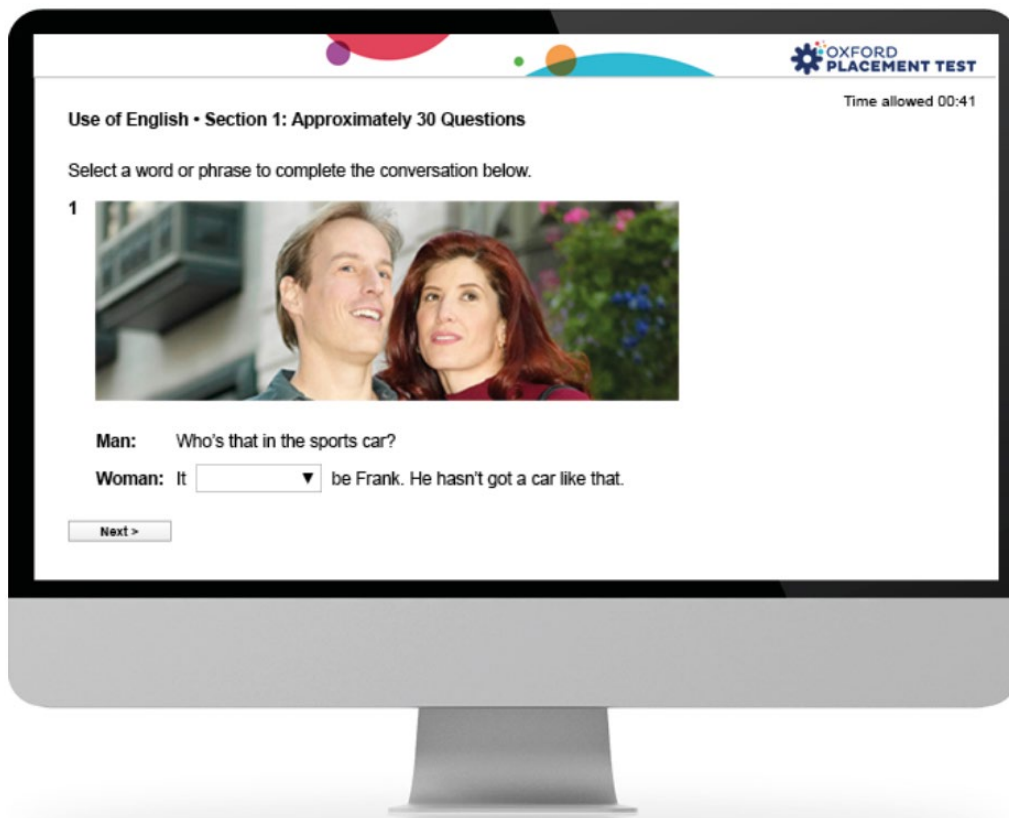 OXFORD
PLACEMENT TEST
Time allowed 00:41
Use of English • Section 1: Approximately 30 Questions
Select a word or phrase to complete the conversation below.
1
Man: Who's that in the sports car?
Woman: It be Frank. He hasn't got a car like that.
Next >